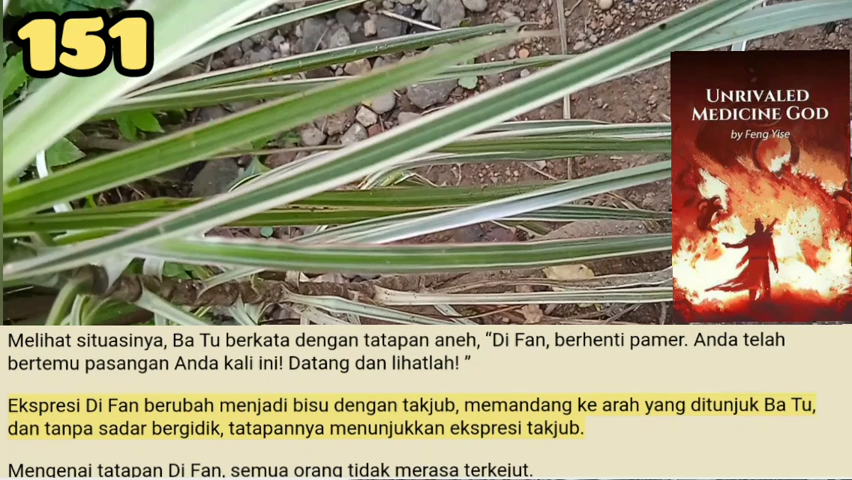 151
UNRIVALED
MEDICINE GOD
by Feng Yise
Melihat situasinya, Ba Tu berkata dengan tatapan aneh, “Di Fan, berhenti pamer. Anda telah
bertemu pasangan Anda kali ini! Datang dan lihatlah! ”
Ekspresi Di Fan berubah menjadi bisu dengan takjub, memandang ke arah yang ditunjuk Ba Tu,
dan tanpa sadar bergidik, tatapannya menunjukkan ekspresi takjub.
Mengenai tatapan Di Fan, semua orang tidak merasa terkejut.